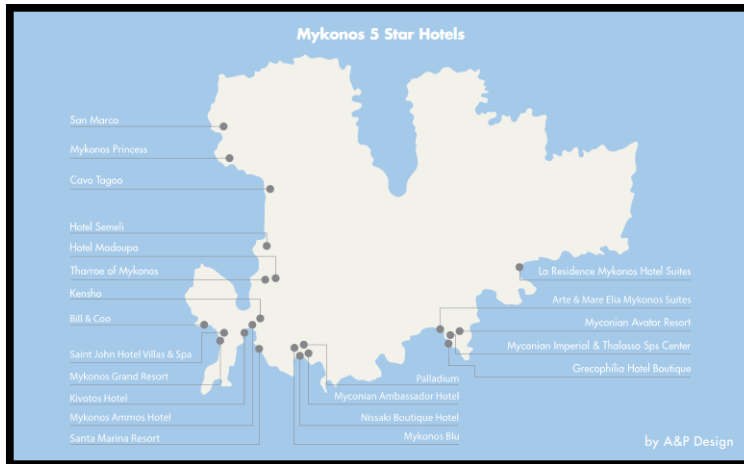 Mykonos 5 Star Hotels
San Marco
Mykonos Princess
Cavo Tagoo
Hotel Semeli
Hotel Madoupa
Tharroe of Mykonos
Kensho
Bill & Coo
Saint John Hotel Villas & Spa
Mykonos Grand Resort
Kivotos Hotel
Mykonos Ammos Hotel
Santa Marina Resort
La Residence Mykonos Hotel Suites
Arte & Mare Elia Mykonos Suites
Myconian Avator Resort
Myconian Imperial & Thalasso Sps Center
Grecophilia Hotel Boutique
Palladium
Myconian Ambassador Hotel
Nissaki Boutique Hotel
Mykonos Blu
by A&P Design